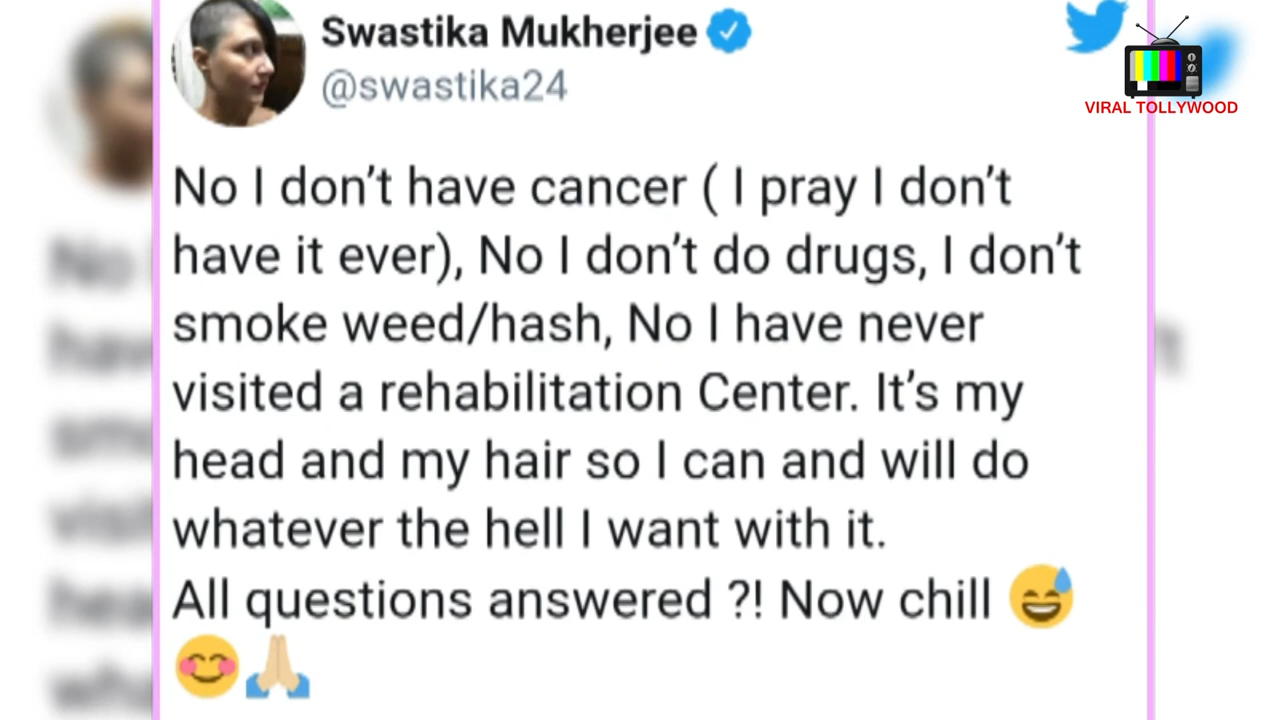 Swastika Mukherjee
@swastika24
VIRAL TOLLYWOOD
No I don’t have cancer ( I pray I don’t
have it ever), No I don’t do drugs, I don’t
smoke weed/hash, No I have never
visited a rehabilitation Center. It’s my
head and my hair so I can and will do
whatever the hell I want with it.
All questions answered ?! Now chill 😅
😊🙏🏼